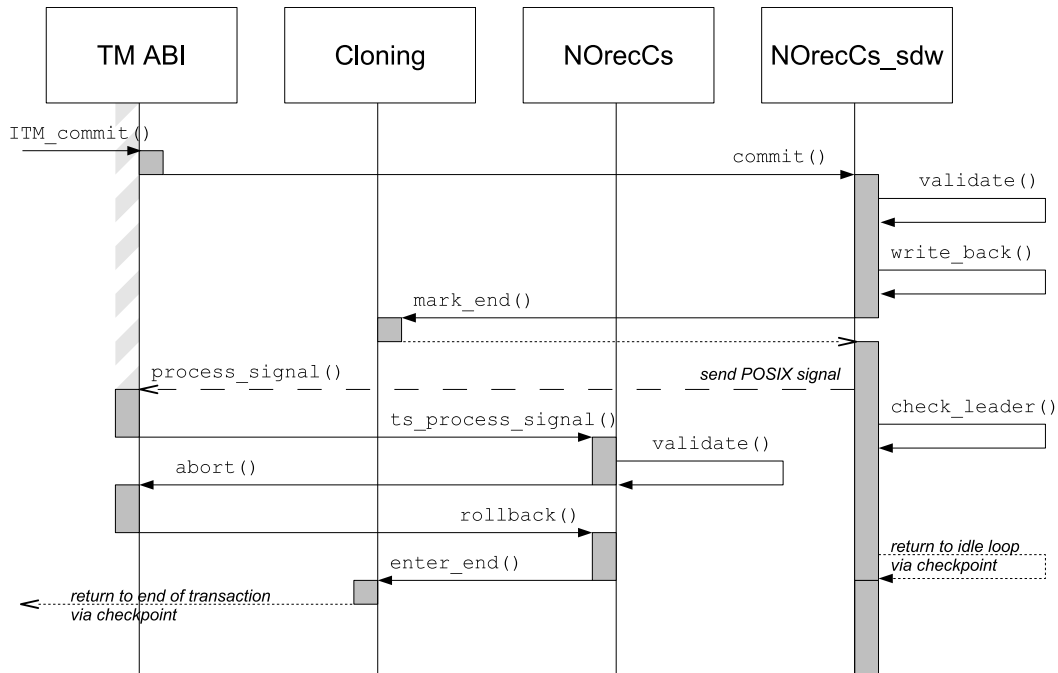 TM ABI
Cloning
NOrecCs
NOrecCs_sdw
ITM_commit()
commit()
validate()
write_back()
mark_end()
process_signal()
send POSIX signal
check_leader()
ts_process_signal()
validate()
abort()
rollback()
return to idle loop
via checkpoint
enter_end()
return to end of transaction
via checkpoint